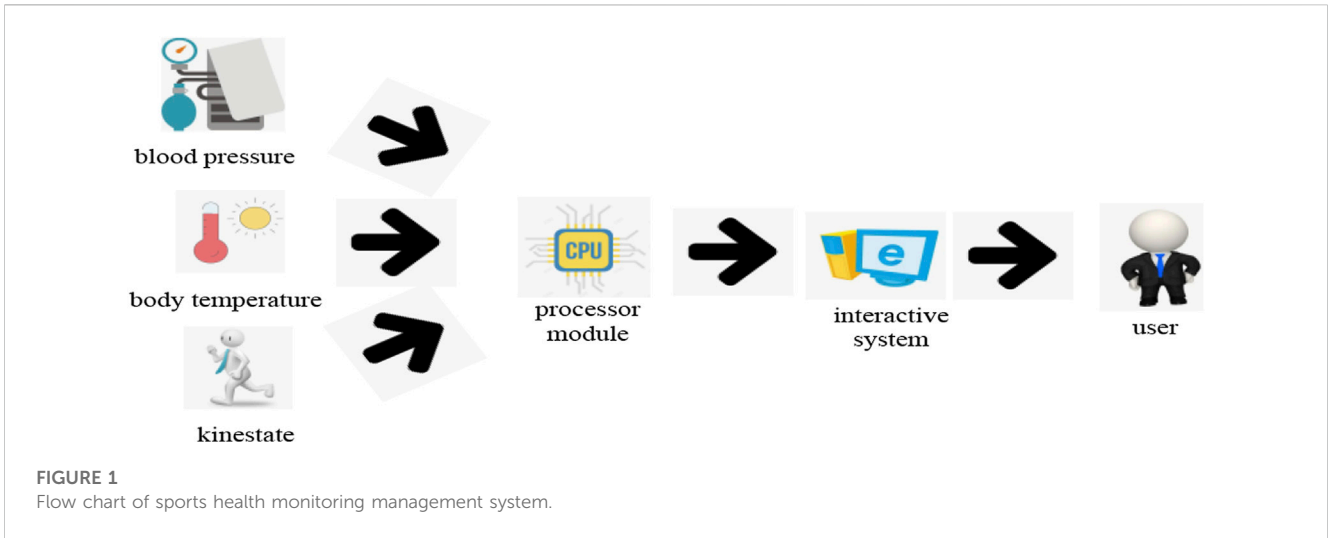 blood pressure
body temperature
kinestate
CPU
processor
module
e
interactive
system
user
FIGURE 1
Flow chart of sports health monitoring management system.